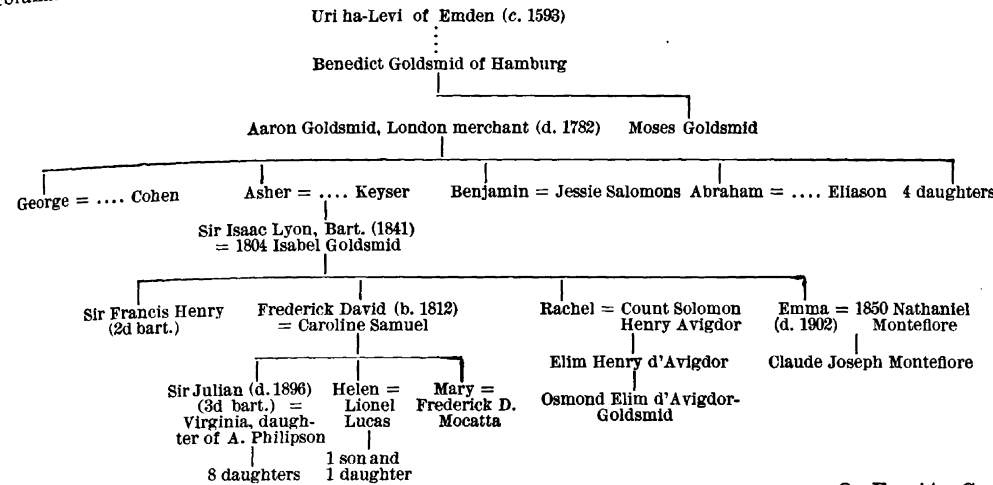 Uri ha-Levi of Emden (c. 1593)
Benedict Goldsmid of Hamburg
Aaron Goldsmid, London merchant (d. 1782) Moses Goldsmid
George = .... Cohen Asher = .... Keyser Benjamin = Jessie Salomons Abraham = .... Eliason 4 daughters
Sir Isaac Lyon, Bart. (1841)
= 1804 Isabel Goldsmid
Sir Francis Henry
(2d bart.)
Frederick David (b. 1812)
= Caroline Samuel
Rachel = Count Solomon
Henry Avigdor
Emma = 1850 Nathaniel
(d. 1902) Montefiore
Elim Henry d'Avigdor
Claude Joseph Montefiore
Sir Julian (d. 1896)
(3d bart.) =
Virginia, daugh-
ter of A. Philipson
Helen =
Lionel
Lucas
Mary =
Frederick D.
Mocatta
Osmond Elim d'Avigdor-
Goldsmid
8 daughters
1 son and
1 daughter